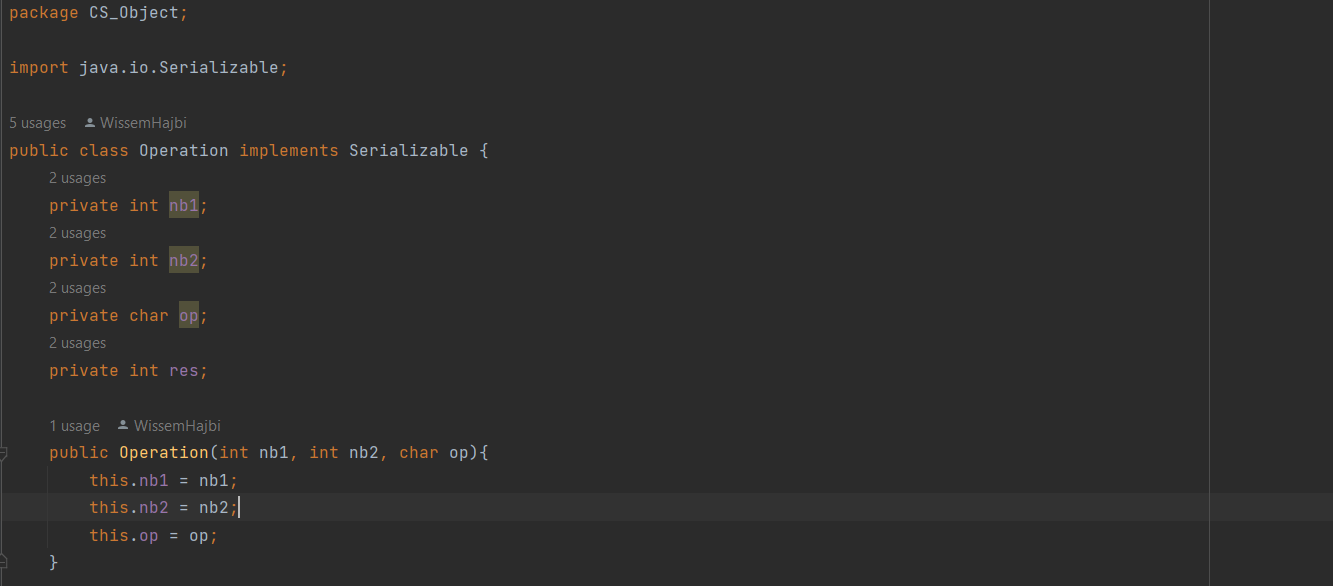 package CS_Object;
import java.io.Serializable;
5 usages WissemHajbi
public class Operation implements Serializable {
2 usages
private int nb1;
2 usages
private int nb2;
2 usages
private char op;
2 usages
private int res;
1 usage WissemHajbi
public Operation(int nb1, int nb2, char op){
this.nb1 = nb1;
this.nb2 = nb2;
this.op = op;
}